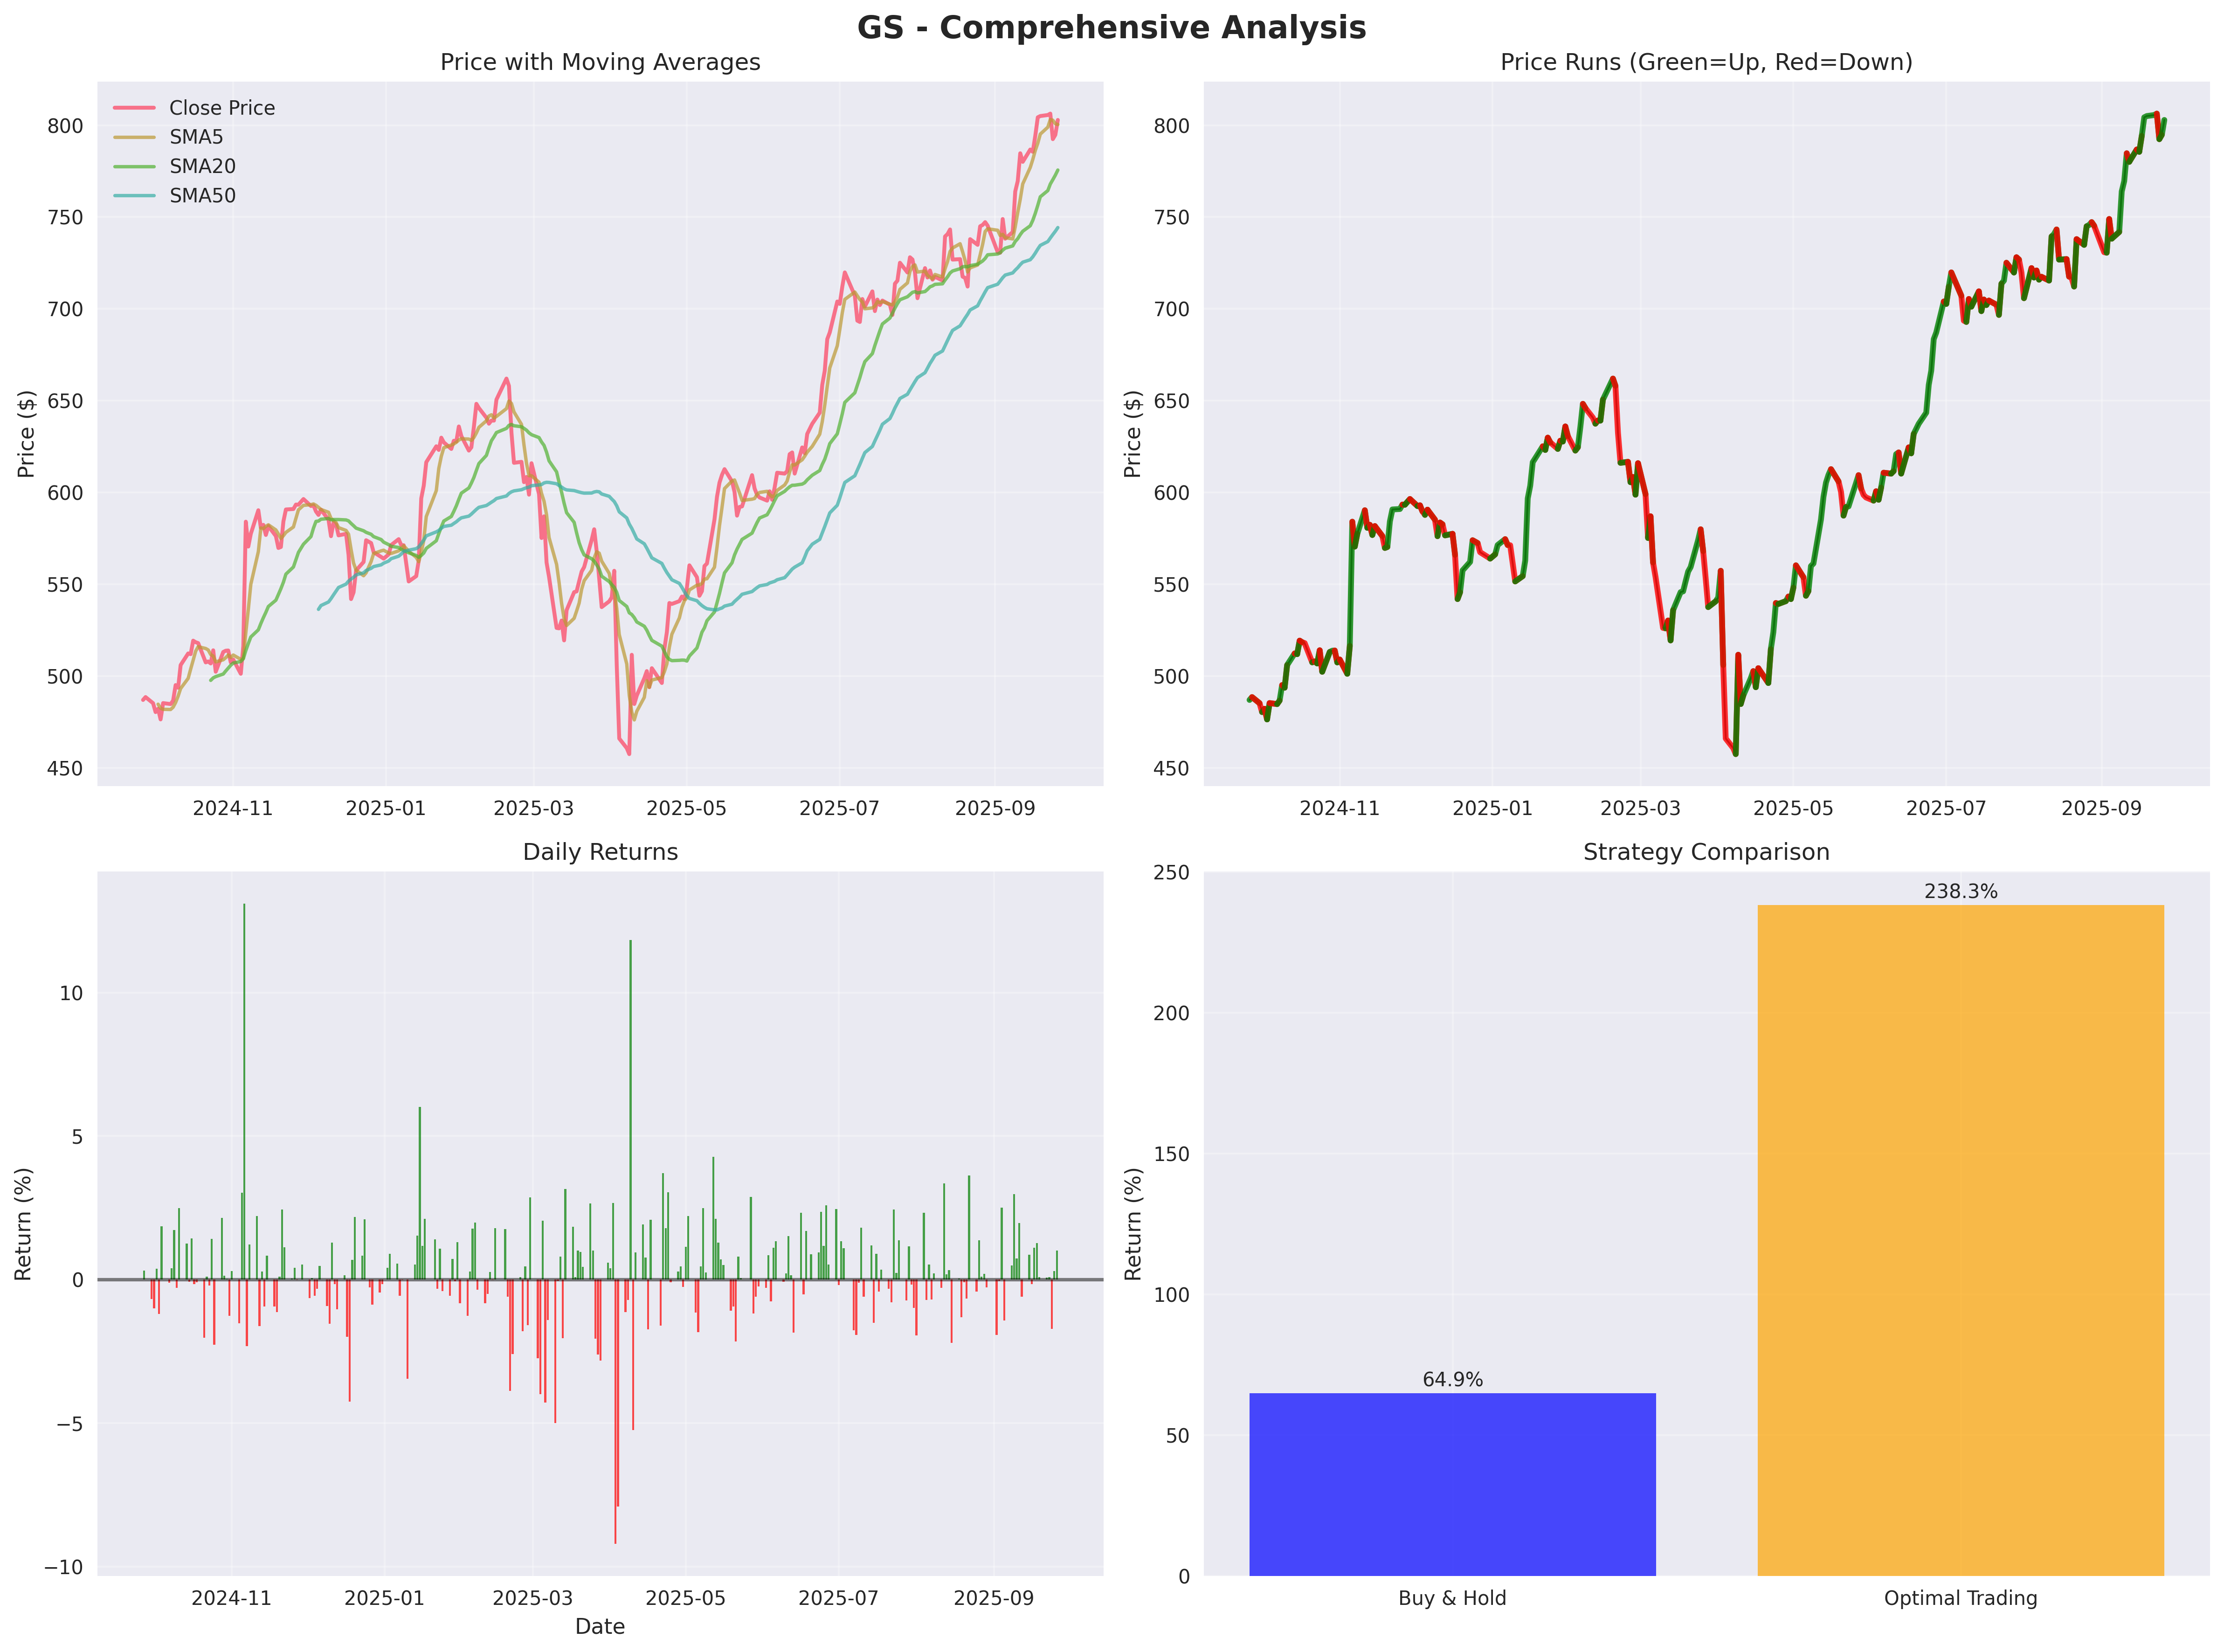 GS - Comprehensive Analysis
Price with Moving Averages
Close Price
SMA5
SMA20
SMA50
Price ($)
800
750
700
650
600
550
500
450
2024-11
2025-01
2025-03
2025-05
2025-07
2025-09
Price Runs (Green=Up, Red=Down)
Price ($)
800
750
700
650
600
550
500
450
2024-11
2025-01
2025-03
2025-05
2025-07
2025-09
Daily Returns
Return (%)
10
5
0
−5
−10
2024-11
2025-01
2025-03
2025-05
2025-07
2025-09
Date
Strategy Comparison
Return (%)
250
200
150
100
50
0
64.9%
238.3%
Buy & Hold
Optimal Trading